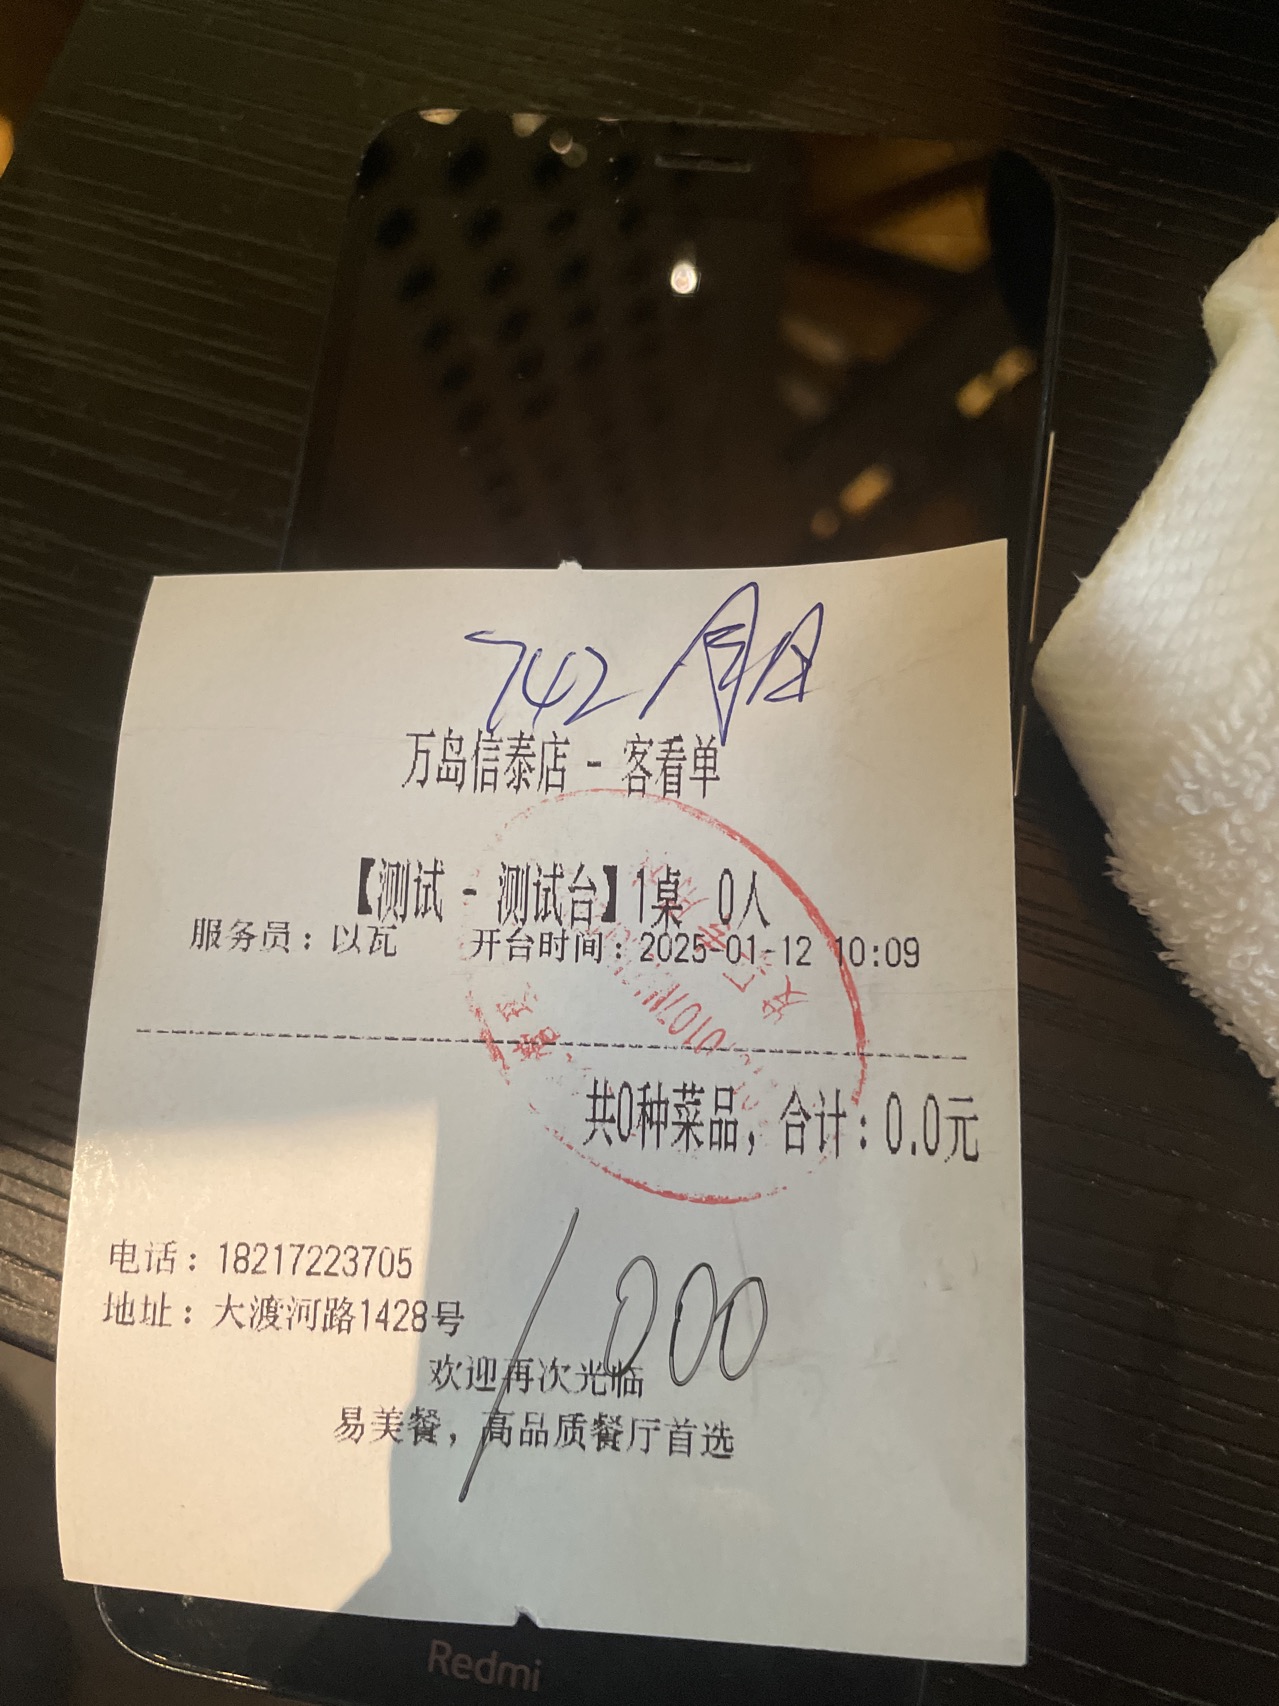 742
万岛信泰店 - 客看单
【测试 - 测试台】1桌 0人
服务员：以瓦 开台时间：2025-01-12 10:09
共0种菜品，合计：0.0元
电话：18217223705
地址：大渡河路1428号
1000
欢迎再次光临
易美餐，高品质餐厅首选
Redmi